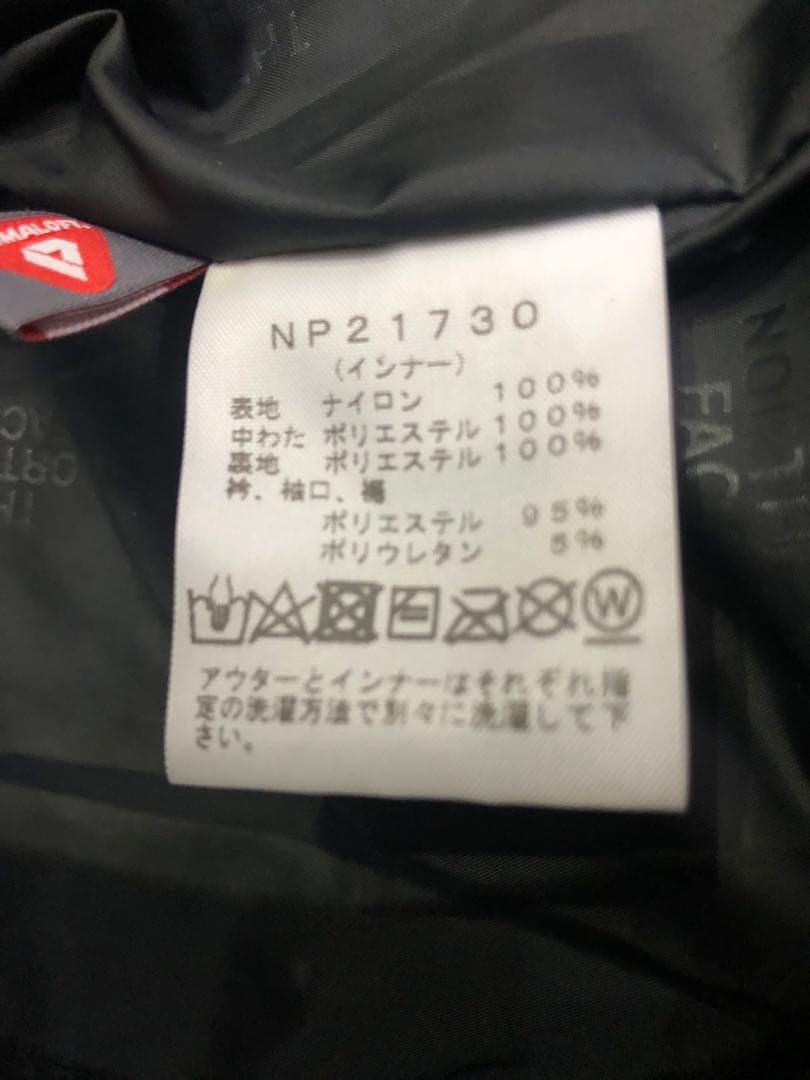 NP21730
(インナー)
表地 ナイロン 100%
中わた ポリエステル 100%
裏地 ポリエステル 100%
衿、袖口、裾
ポリエステル 95%
ポリウレタン 5%
W
アウターとインナーはそれぞれ指
定の洗濯方法で別々に洗濯して下
さい。
MALOFT
NORTH
FAC